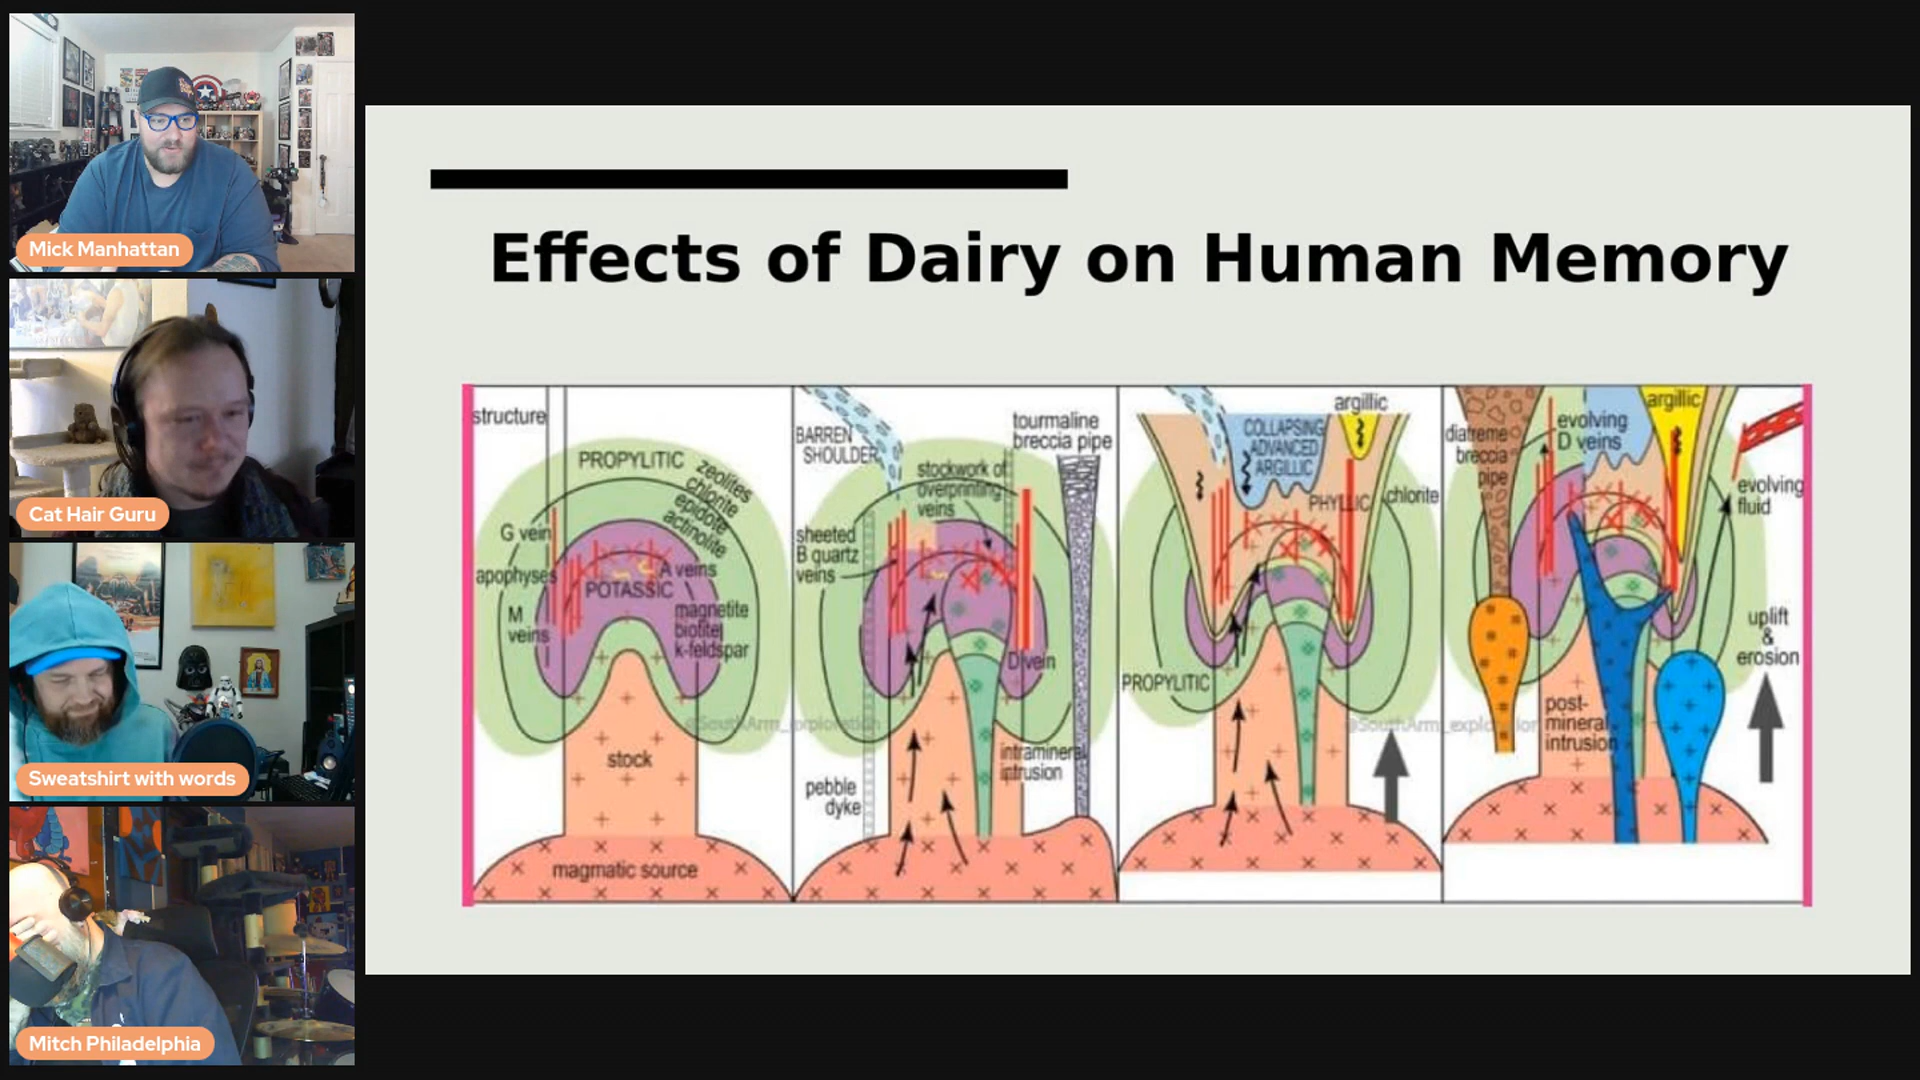 Mick Manhattan
Cat Hair Guru
Sweatshirt with words
Mitch Philadelphia
Effects of Dairy on Human Memory
structure
PROPYLITIC
zeolites
chlorite
epidote
actinolite
G vein
apophyses
A veins
POTASSIC
M
veins
magnetite
biotite
k-feldspar
stock
magmatic source
BARREN
SHOULDER
tourmaline
breccia pipe
stockwork of
overprinting
veins
sheeted
B quartz
veins
D vein
intramineral
intrusion
pebble
dyke
@SouthArm_exploration
argillic
COLLAPSING
ADVANCED
ARGILLIC
PHYLLIC
chlorite
PROPYLITIC
@SouthArm_exploration
diatreme
breccia
pipe
evolving
D veins
argillic
evolving
fluid
uplift
&
erosion
post-
mineral
intrusion